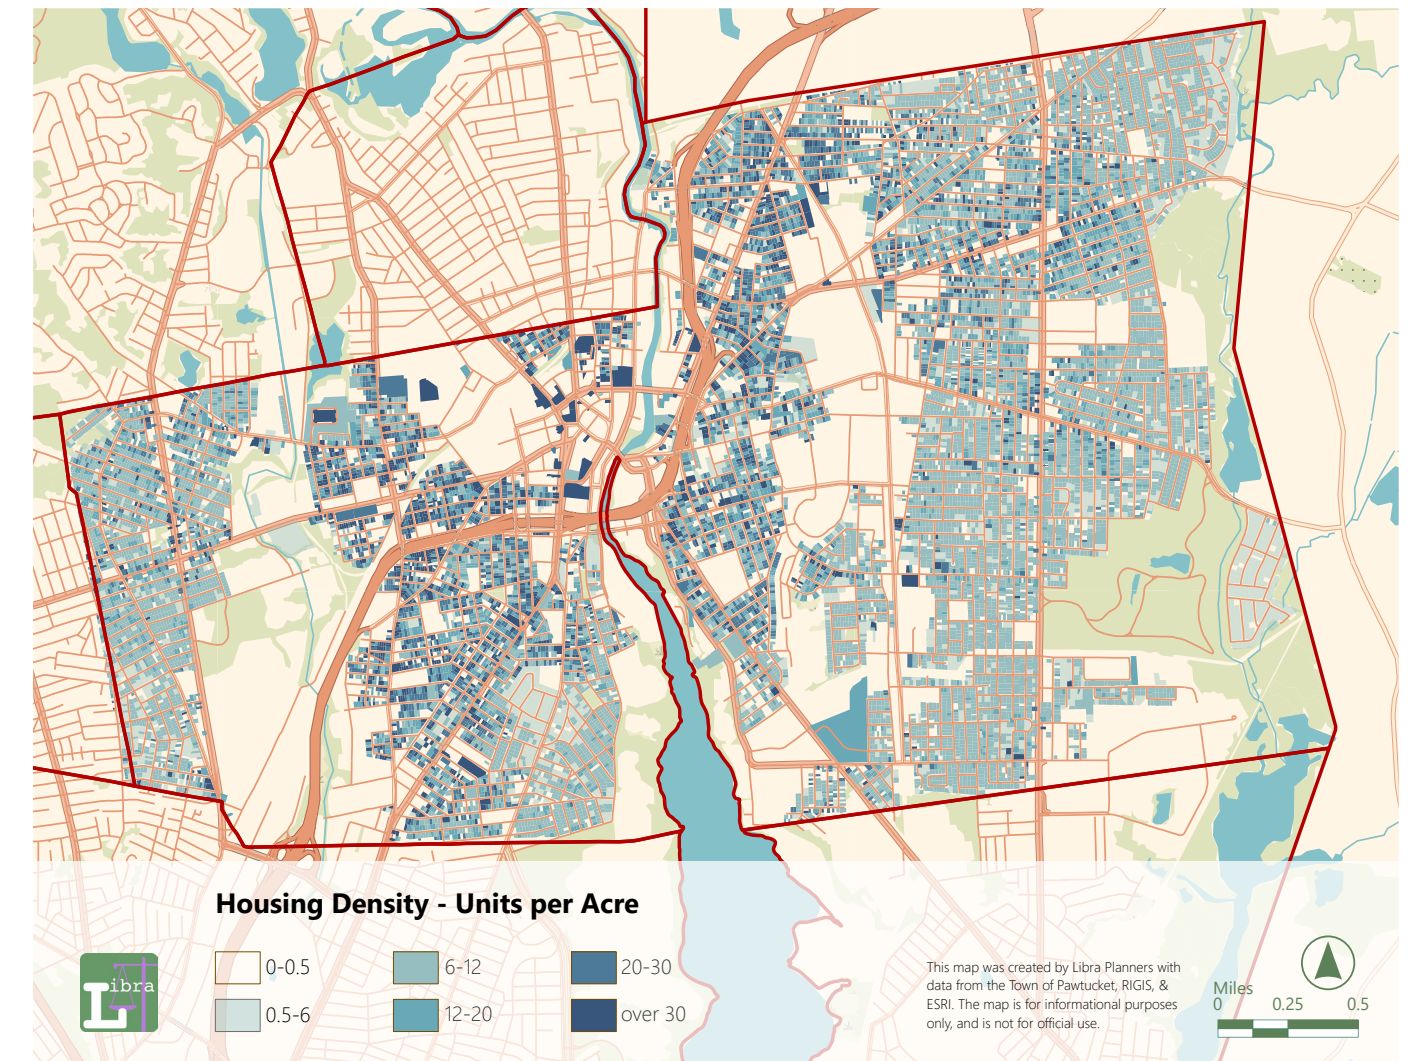 Housing Density - Units per Acre
0-0.5
6-12
20-30
0.5-6
12-20
over 30
Libra
This map was created by Libra Planners with
data from the Town of Pawtucket, RIGIS, &
ESRI. The map is for informational purposes
only, and is not for official use.
Miles
0 0.25 0.5